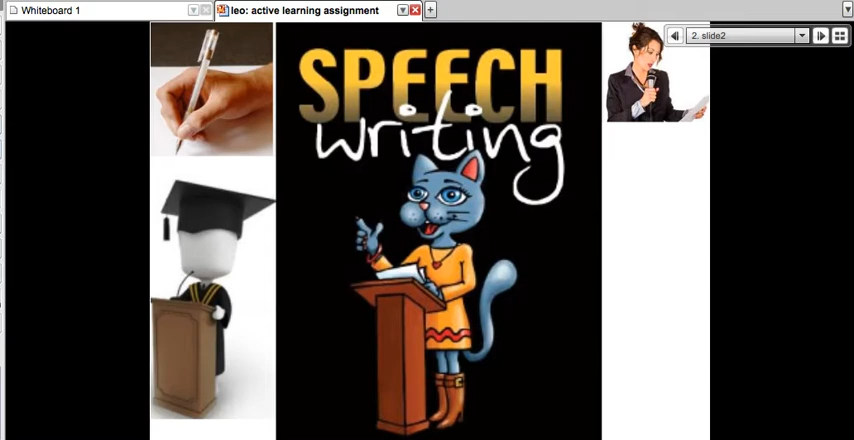 Whiteboard 1
leo: active learning assignment
2. slide2
SPEECH
writing